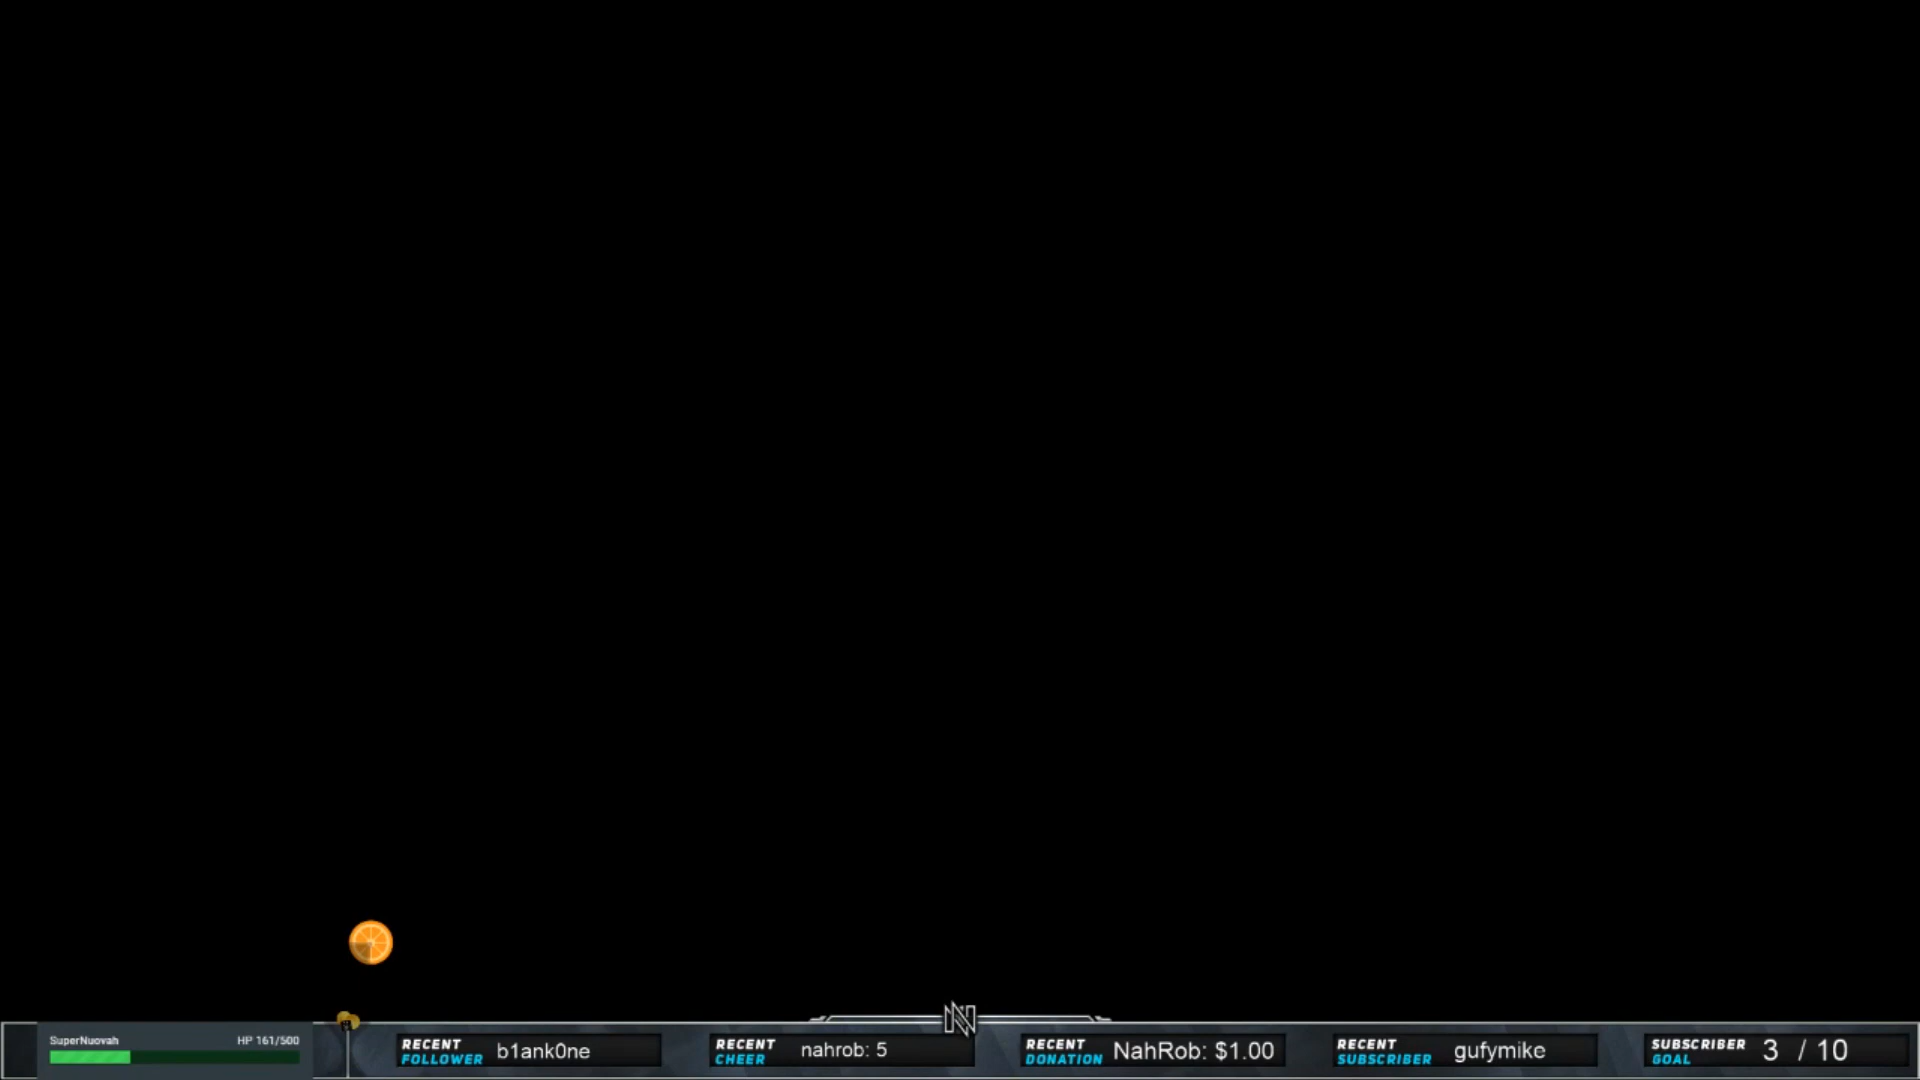 SuperNuovah HP 161/500
RECENT FOLLOWER b1ank0ne
RECENT CHEER nahrob: 5
RECENT DONATION NahRob: $1.00
RECENT SUBSCRIBER gufymike
SUBSCRIBER GOAL 3 / 10